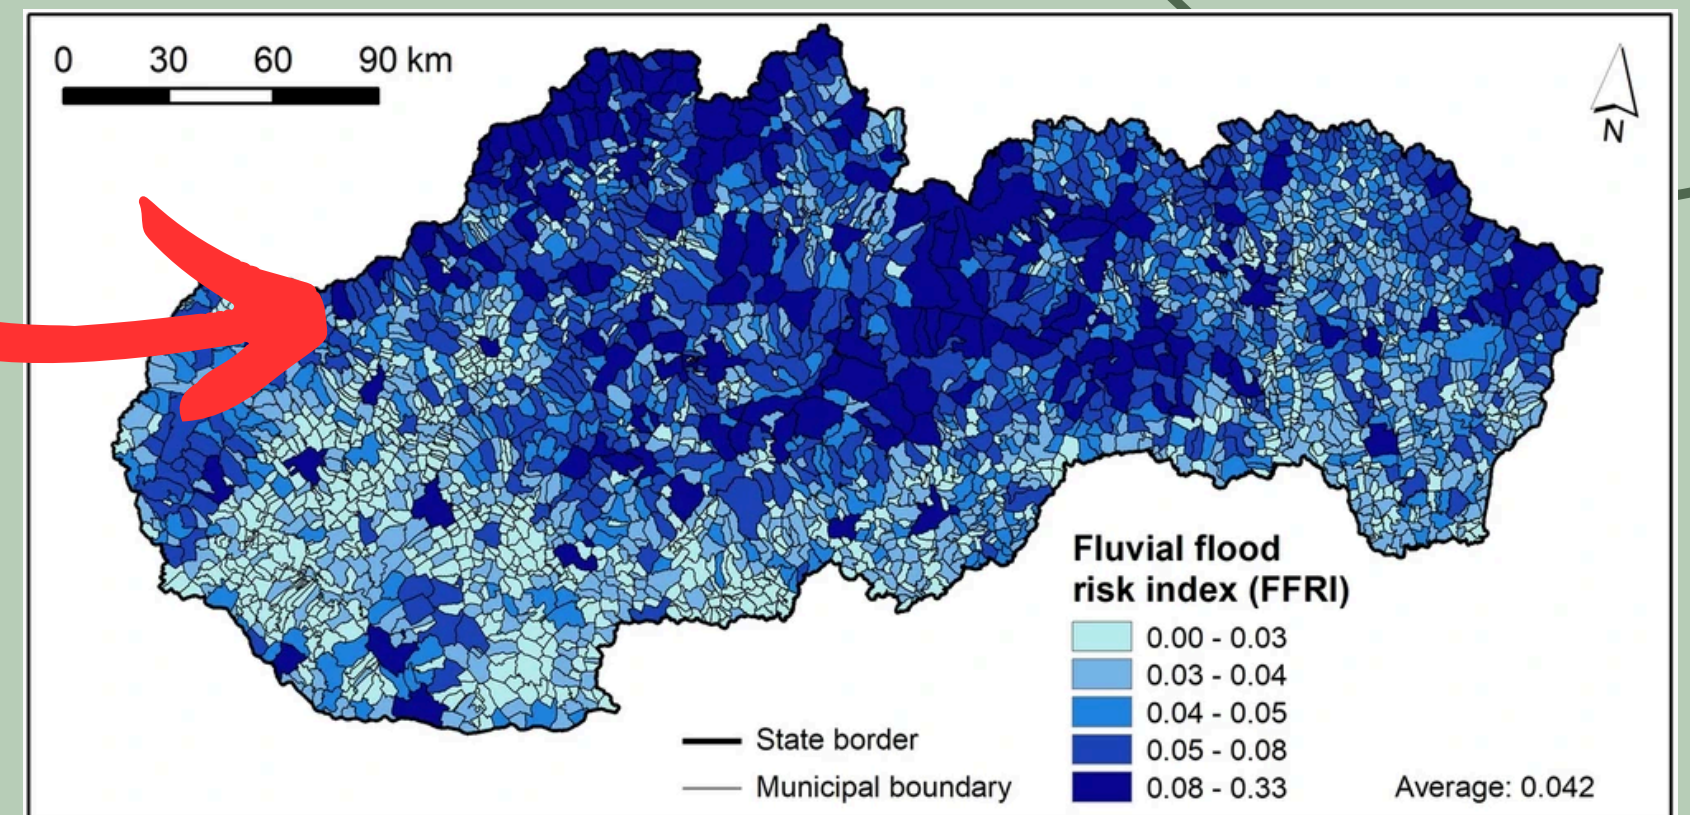 0 30 60 90 km
N
Fluvial flood
risk index (FFRI)
0.00 - 0.03
0.03 - 0.04
0.04 - 0.05
0.05 - 0.08
0.08 - 0.33
State border
Municipal boundary
Average: 0.042